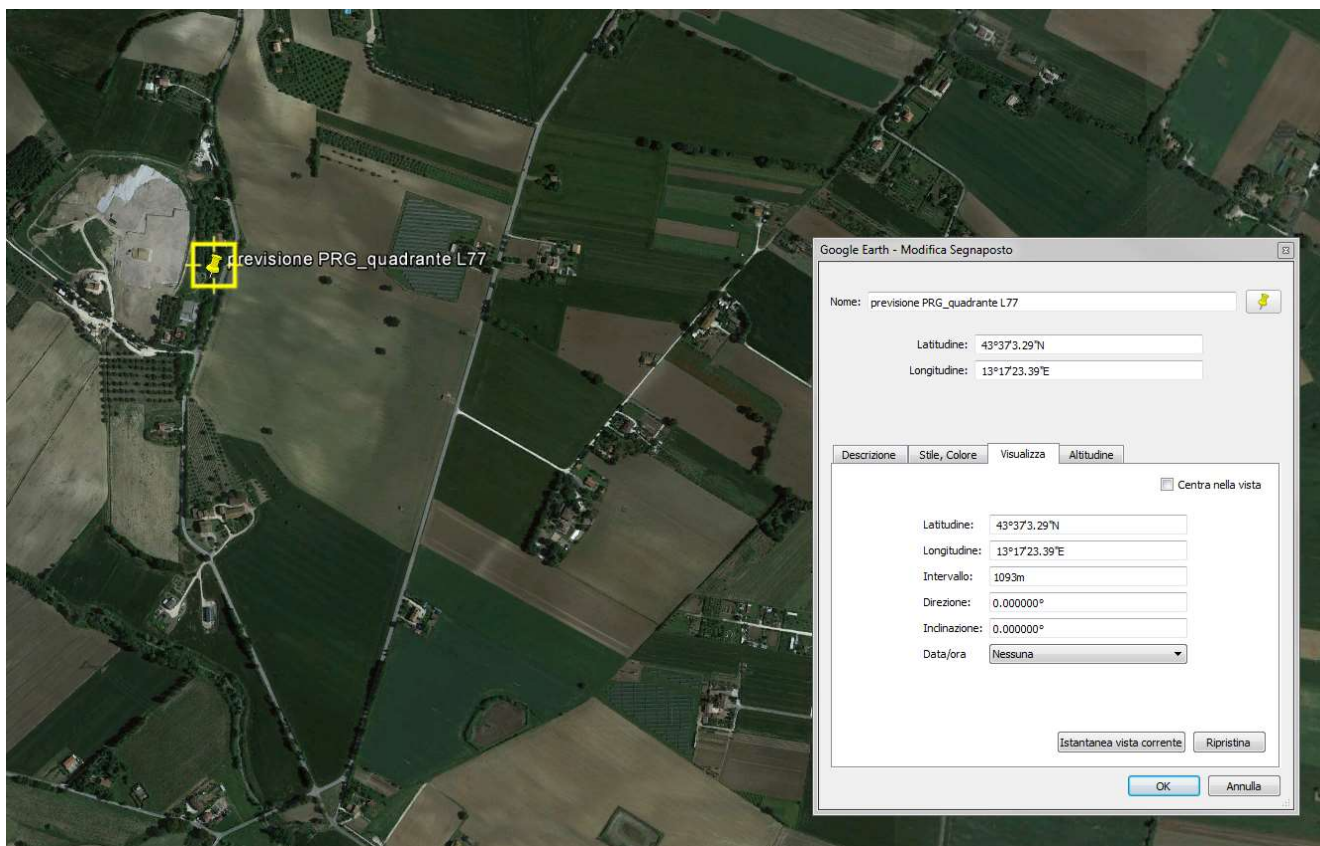 previsione PRG_quadrante L77
Google Earth - Modifica Segnaposto
Nome: previsione PRG_quadrante L77
Latitudine: 43°37'3.29"N
Longitudine: 13°17'23.39"E
Descrizione Stile, Colore Visualizza Altitudine
Centra nella vista
Latitudine: 43°37'3.29"N
Longitudine: 13°17'23.39"E
Intervallo: 1093m
Direzione: 0.000000°
Inclinazione: 0.000000°
Data/ora Nessuna
Istantanea vista corrente Ripristina
OK Annulla